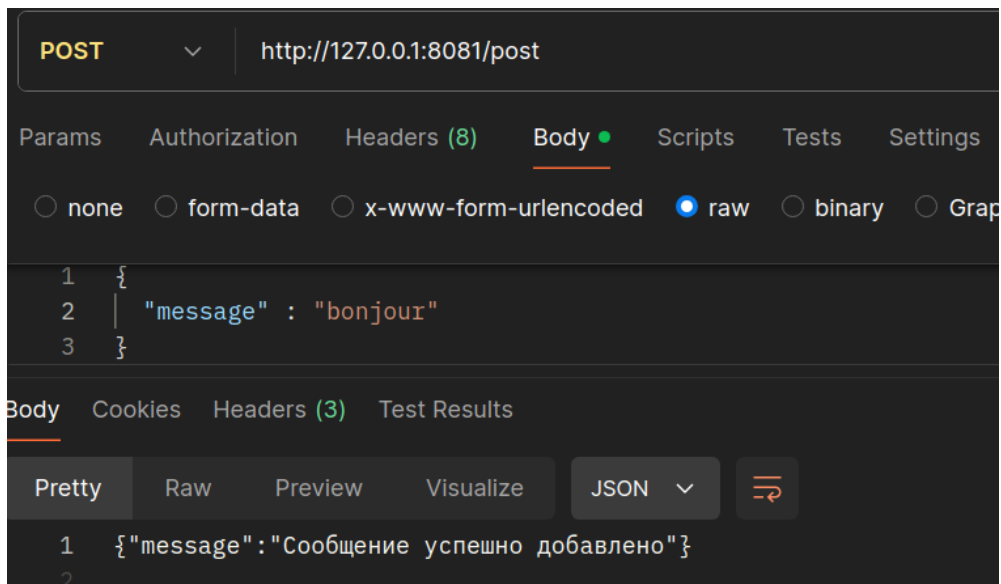 POST http://127.0.0.1:8081/post
Params Authorization Headers (8) Body Scripts Tests Settings
none form-data x-www-form-urlencoded raw binary Grap
1 {
2 "message" : "bonjour"
3 }
Body Cookies Headers (3) Test Results
Pretty Raw Preview Visualize JSON
1 {"message":"Сообщение успешно добавлено"}
2